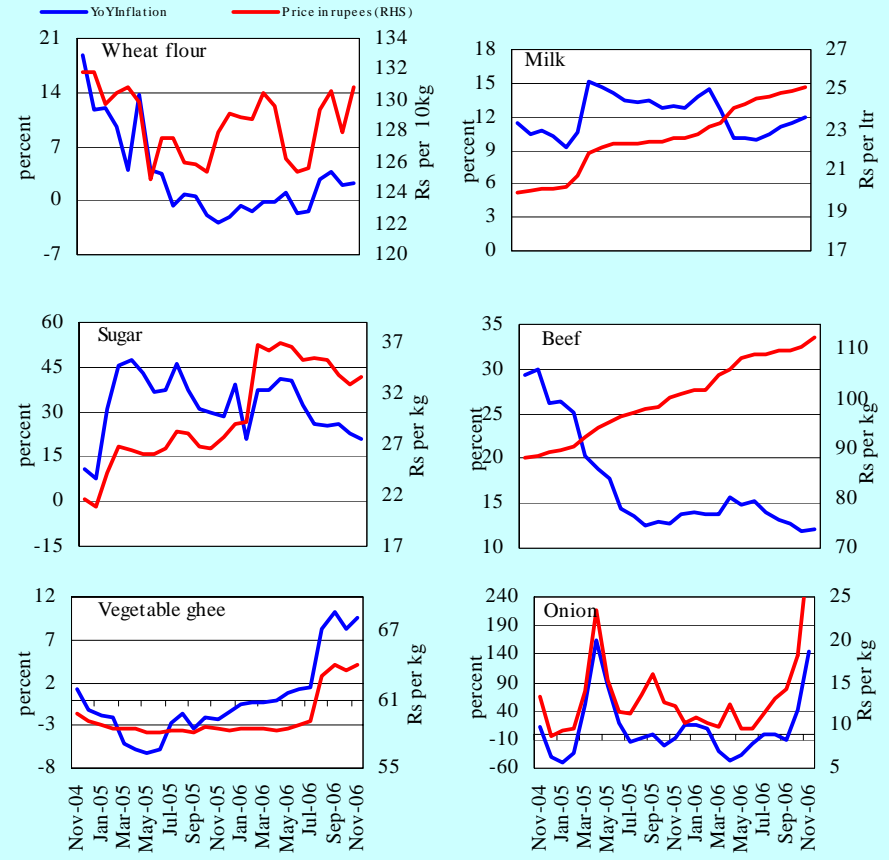 YoYInflation Price in rupees (RHS)
Wheat flour
21
14
7
0
-7
percent
134
132
130
128
126
124
122
120
Rs per 10kg
Milk
18
15
12
9
6
3
0
percent
27
25
23
21
19
17
Rs per ltr
Sugar
60
45
30
15
0
-15
percent
37
32
27
22
17
Rs per kg
Beef
35
30
25
20
15
10
percent
110
100
90
80
70
Rs per kg
Vegetable ghee
12
7
2
-3
-8
percent
67
61
55
Rs per kg
Nov-04
Jan-05
Mar-05
May-05
Jul-05
Sep-05
Nov-05
Jan-06
Mar-06
May-06
Jul-06
Sep-06
Nov-06
Onion
240
190
140
90
40
-10
-60
percent
25
20
15
10
5
Rs per kg
Nov-04
Jan-05
Mar-05
May-05
Jul-05
Sep-05
Nov-05
Jan-06
Mar-06
May-06
Jul-06
Sep-06
Nov-06